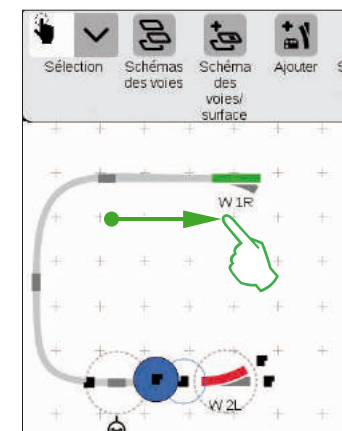 Sélection
Schémas
des voies
Schéma
des
voies/
surface
Ajouter
S
W 1R
W 2L